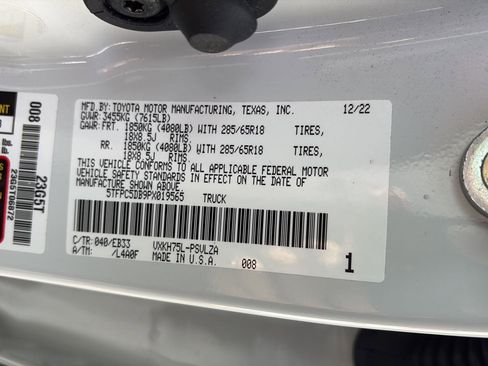 MFD.BY: TOYOTA MOTOR MANUFACTURING, TEXAS, INC. 12/22
GVWR: 3455KG (7615LB)
GAWR: FRT. 1850KG (4080LB) WITH 285/65R18 TIRES,
18X8.5J RIMS.
RR. 1850KG (4080LB) WITH 285/65R18 TIRES,
18X8.5J RIMS.
THIS VEHICLE CONFORMS TO ALL APPLICABLE FEDERAL MOTOR
VEHICLE SAFETY STANDARDS IN EFFECT ON THE DATE OF
MANUFACTURE SHOWN ABOVE.
5TFPC5DB9PX019565 TRUCK
C/TR: 040/EB33 VXKH75L-PSVLZA
A/TM: /L4A0F MADE IN U.S.A. 008 1
008
2365T